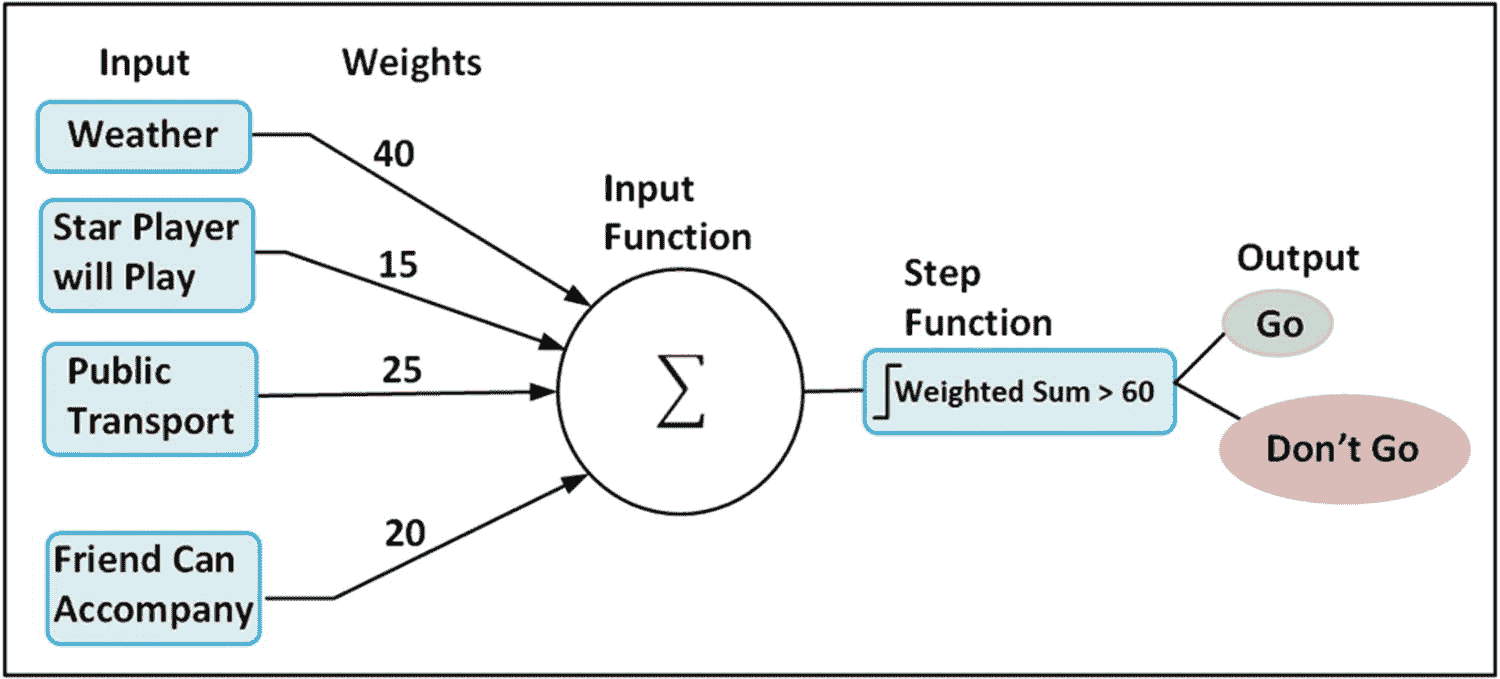 Input
Weights
Weather
40
Star Player
will Play
15
Public
Transport
25
Friend Can
Accompany
20
Input
Function
∑
Step
Function
Weighted Sum > 60
Output
Go
Don't Go